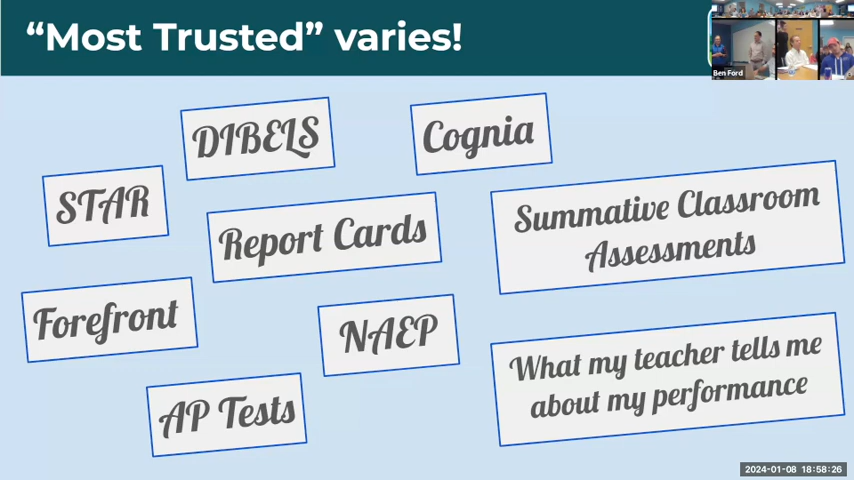 “Most Trusted” varies!
Ben Ford
DIBELS
Cognia
STAR
Report Cards
Summative Classroom
Assessments
Forefront
NAEP
What my teacher tells me
about my performance
AP Tests
2024-01-08 18:58:26